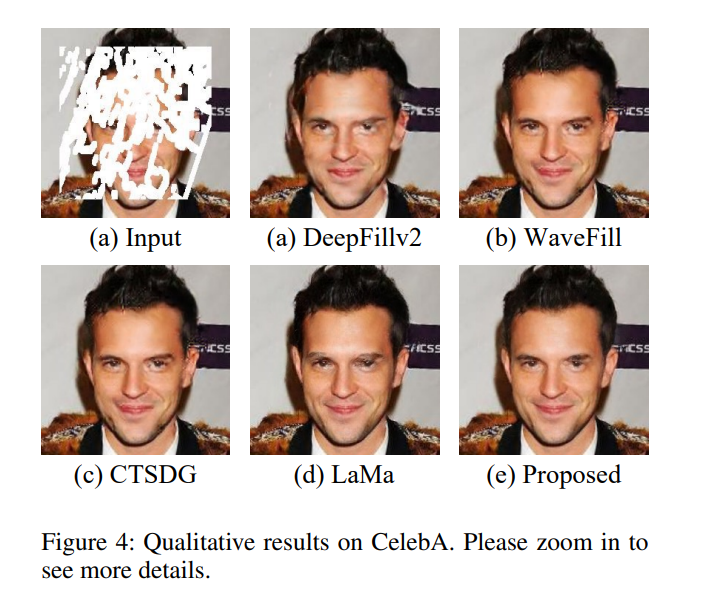 (a) Input
(a) DeepFillv2
(b) WaveFill
(c) CTSDG
(d) LaMa
(e) Proposed
Figure 4: Qualitative results on CelebA. Please zoom in to
see more details.